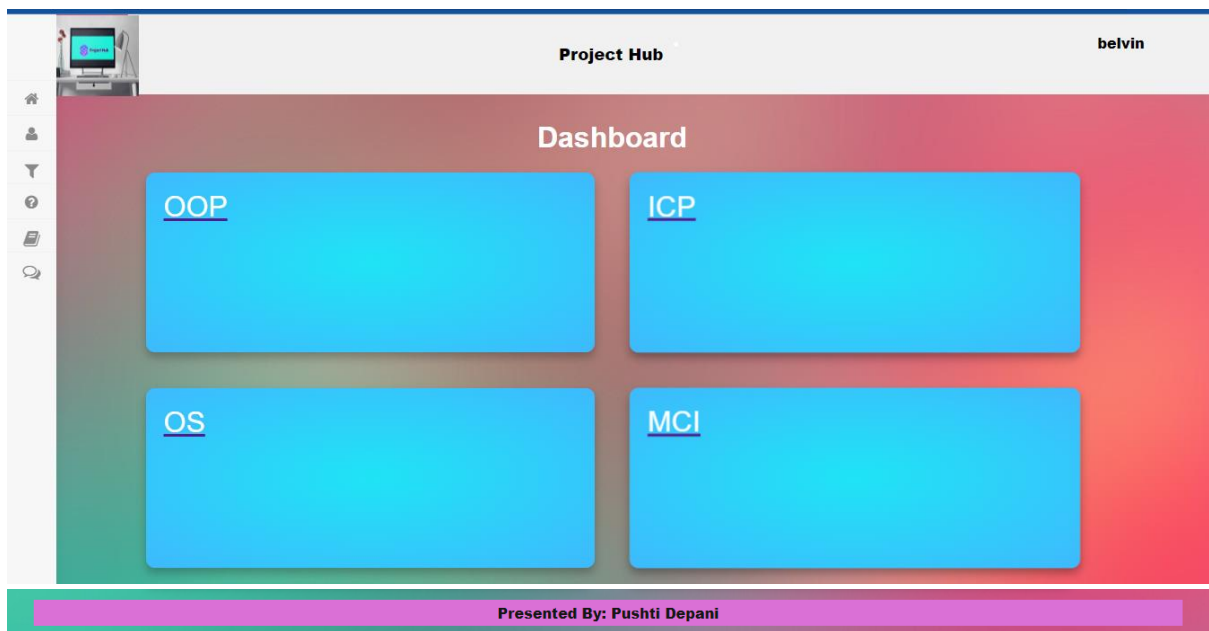 Project Hub
belvin
Dashboard
OOP
ICP
OS
MCI
Presented By: Pushti Depani